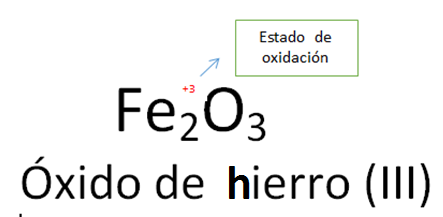 Estado de
oxidación
+3
Fe₂O₃
Óxido de hierro (III)